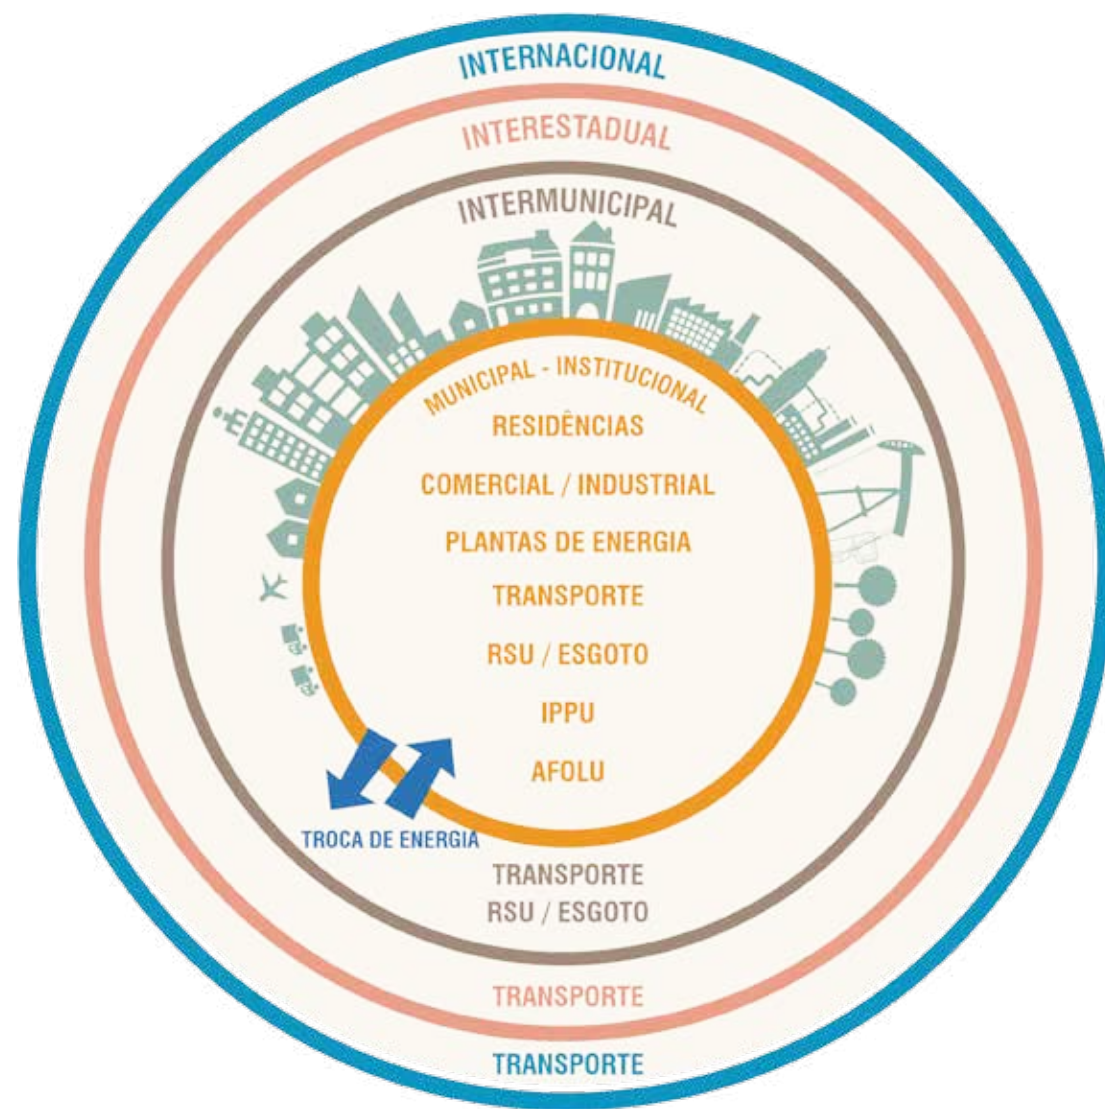 INTERNACIONAL
INTERESTADUAL
INTERMUNICIPAL
MUNICIPAL - INSTITUCIONAL
RESIDÊNCIAS
COMERCIAL / INDUSTRIAL
PLANTAS DE ENERGIA
TRANSPORTE
RSU / ESGOTO
IPPU
AFOLU
TROCA DE ENERGIA
TRANSPORTE
RSU / ESGOTO
TRANSPORTE
TRANSPORTE